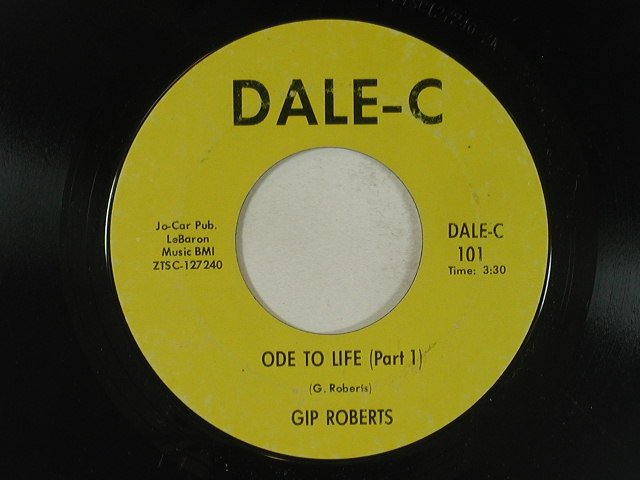 DALE-C
Jo-Car Pub.
LeBaron
Music BMI
ZTSC-127240
DALE-C
101
Time: 3:30
ODE TO LIFE (Part 1)
(G. Roberts)
GIP ROBERTS